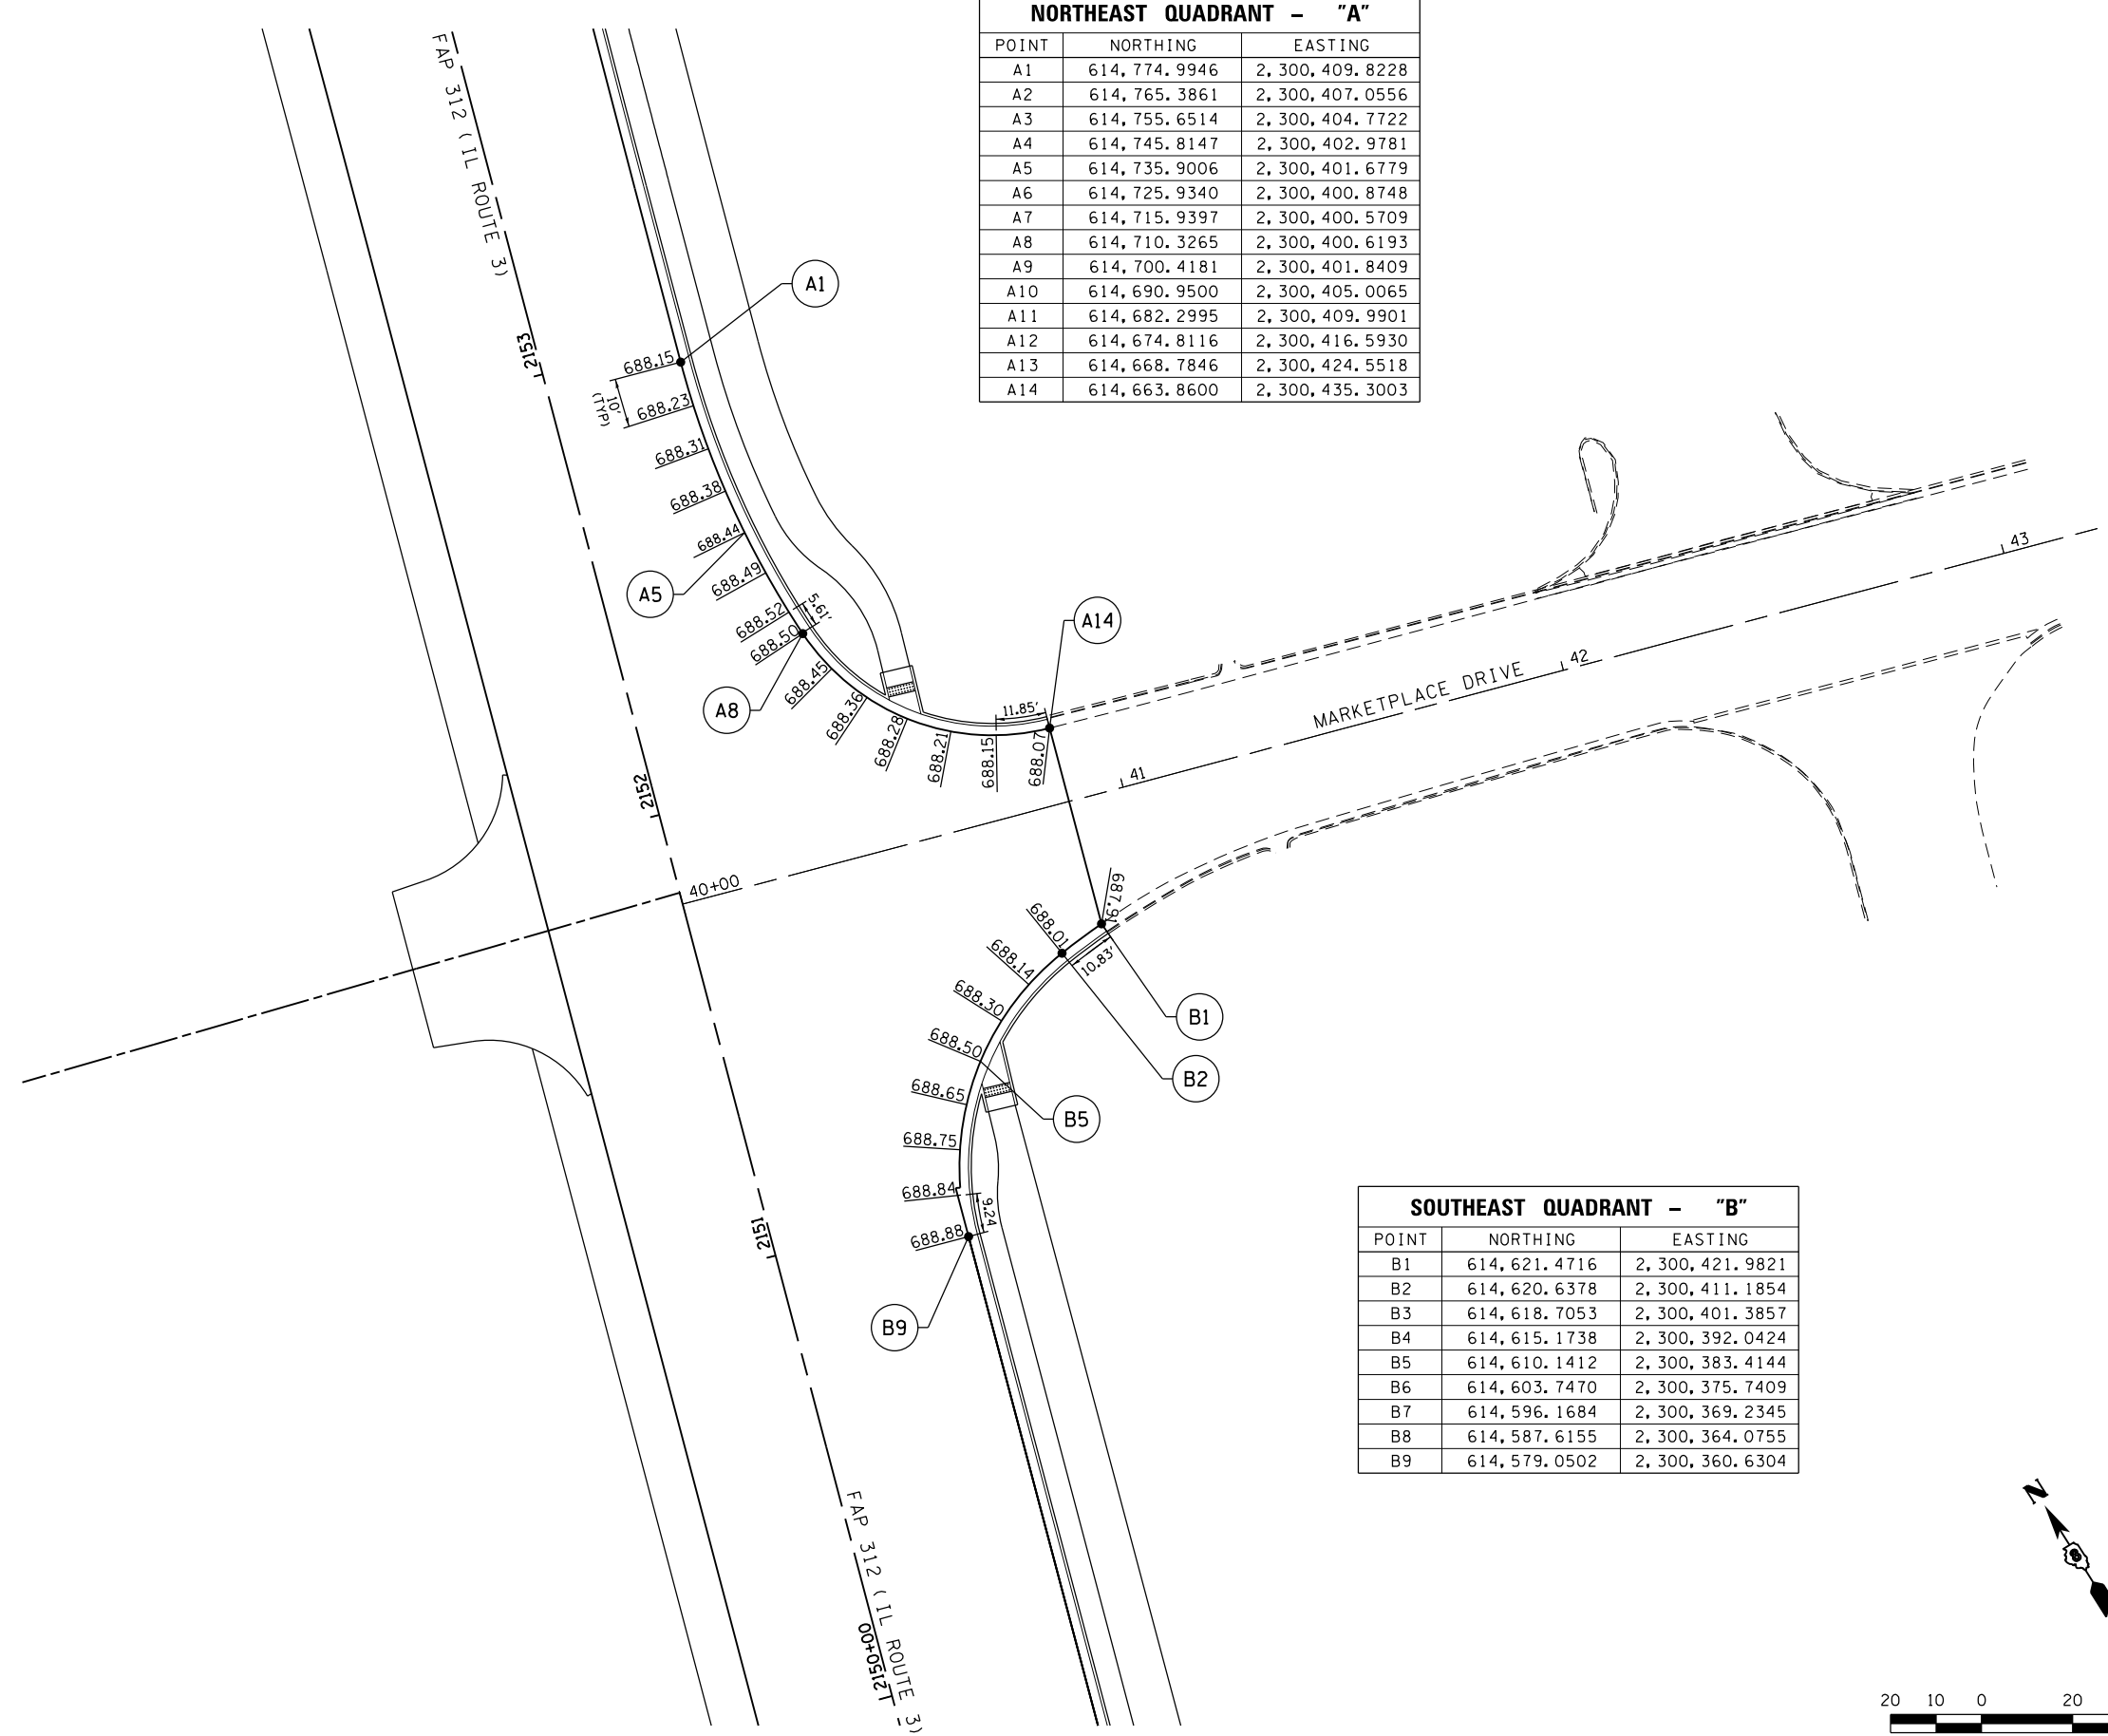 NORTHEAST QUADRANT - "A"
POINT NORTHING EASTING
A1 614,774.9946 2,300,409.8228
A2 614,765.3861 2,300,407.0556
A3 614,755.6514 2,300,404.7722
A4 614,745.8147 2,300,402.9781
A5 614,735.9006 2,300,401.6779
A6 614,725.9340 2,300,400.8748
A7 614,715.9397 2,300,400.5709
A8 614,710.3265 2,300,400.6193
A9 614,700.4181 2,300,401.8409
A10 614,690.9500 2,300,405.0065
A11 614,682.2995 2,300,409.9901
A12 614,674.8116 2,300,416.5930
A13 614,668.7846 2,300,424.5518
A14 614,663.8600 2,300,435.3003
FAP 312 (IL ROUTE 3)
2153
A1
688.15
10'
(TYP)
688.23
688.31
688.38
688.44
A5
688.49
688.52
5.61'
688.50
A8
688.45
688.36
688.28
688.21
688.15
11.85'
688.07
A14
43
42
MARKETPLACE DRIVE
41
2152
40+00
687.91
688.01
10.83'
688.14
688.30
688.50
688.65
688.75
688.84
9.24
688.88
B1
B2
B5
B9
2151
SOUTHEAST QUADRANT - "B"
POINT NORTHING EASTING
B1 614,621.4716 2,300,421.9821
B2 614,620.6378 2,300,411.1854
B3 614,618.7053 2,300,401.3857
B4 614,615.1738 2,300,392.0424
B5 614,610.1412 2,300,383.4144
B6 614,603.7470 2,300,375.7409
B7 614,596.1684 2,300,369.2345
B8 614,587.6155 2,300,364.0755
B9 614,579.0502 2,300,360.6304
FAP 312 (IL ROUTE 3)
2150+00
N
20 10 0 20